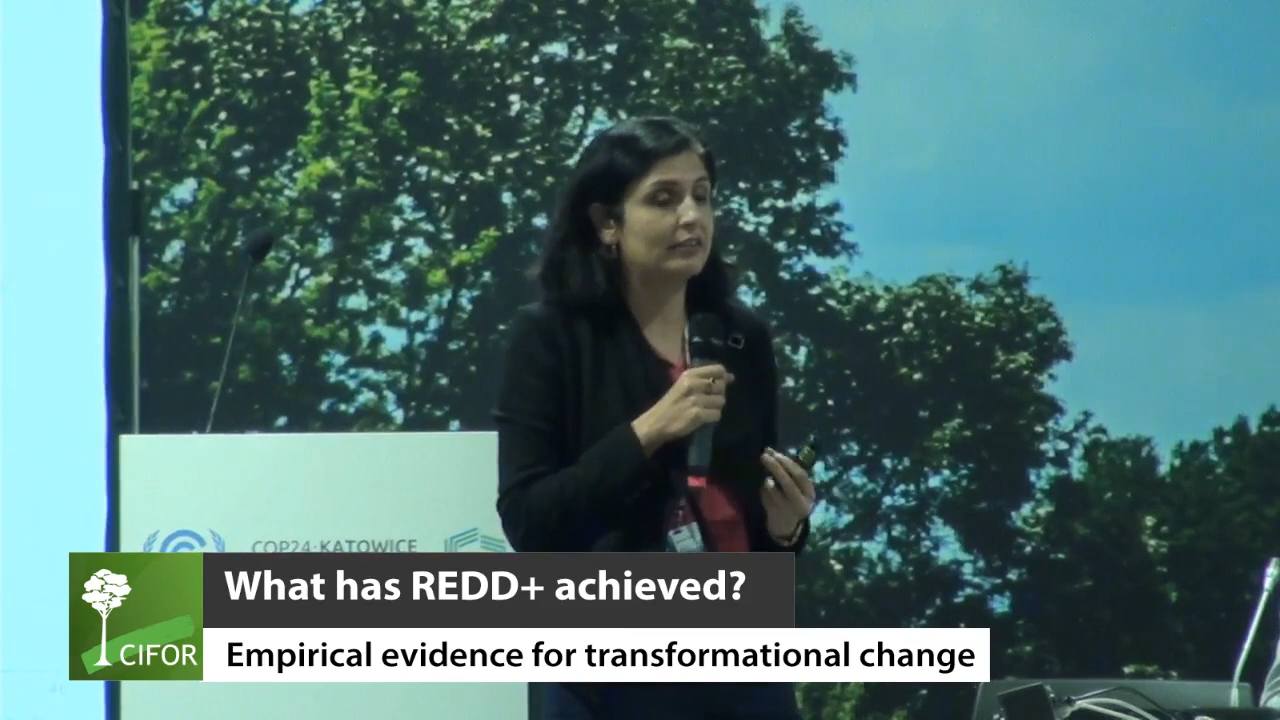 COP24·KATOWICE
What has REDD+ achieved?
CIFOR
Empirical evidence for transformational change